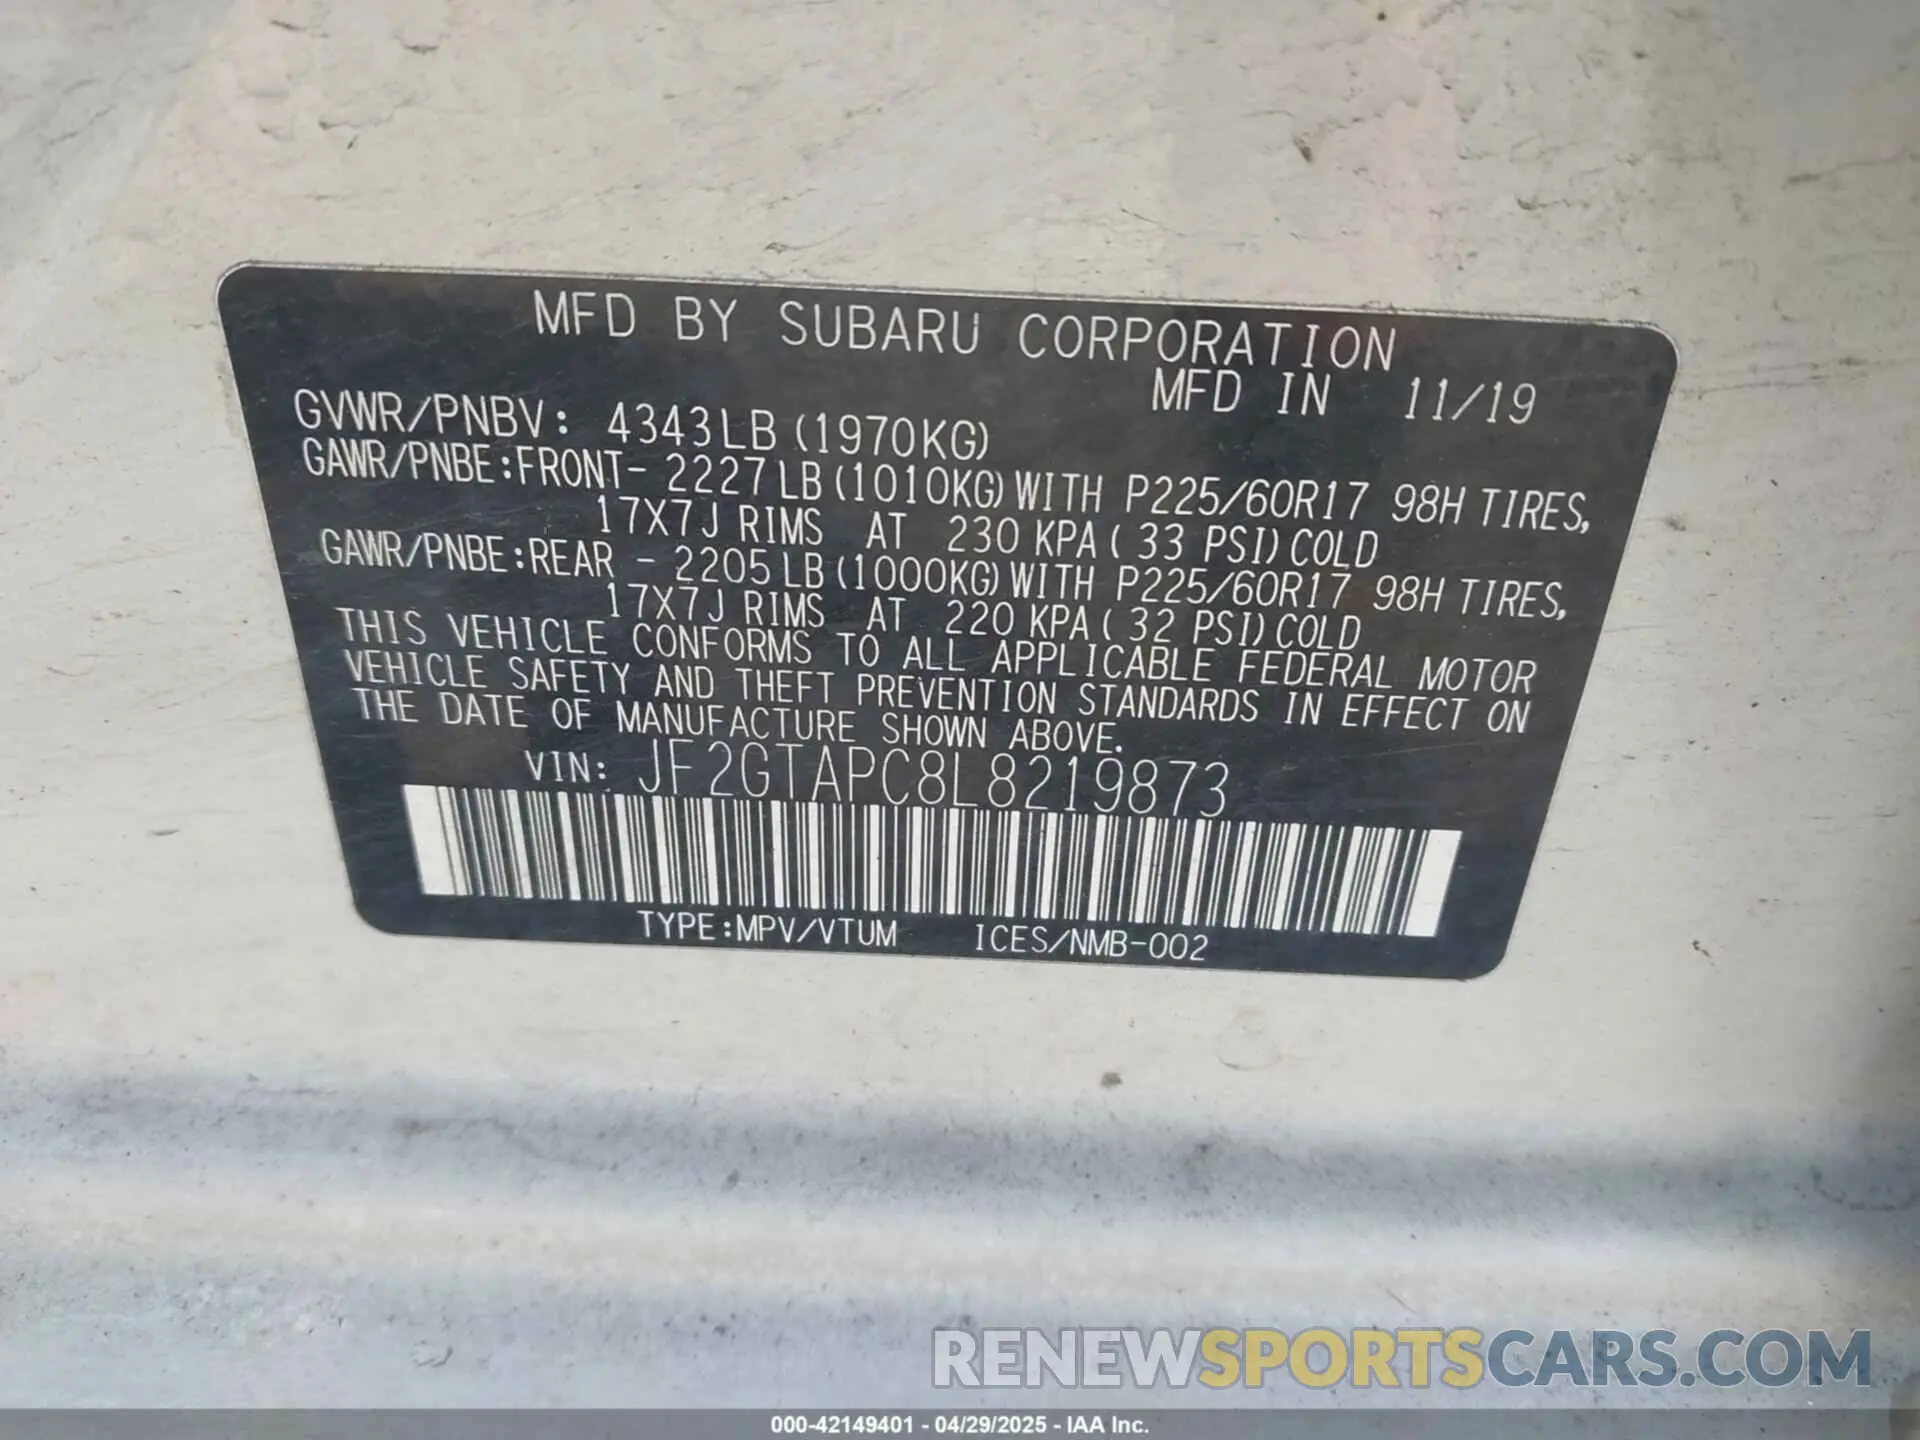 MFD BY SUBARU CORPORATION
MFD IN 11/19
GVWR/PNBV: 4343LB (1970KG)
GAWR/PNBE:FRONT- 2227LB(1010KG)WITH P225/60R17 98H TIRES,
17X7J RIMS AT 230 KPA( 33 PSI)COLD
GAWR/PNBE:REAR - 2205LB(1000KG)WITH P225/60R17 98H TIRES,
17X7J RIMS AT 220 KPA( 32 PSI)COLD
THIS VEHICLE CONFORMS TO ALL APPLICABLE FEDERAL MOTOR
VEHICLE SAFETY AND THEFT PREVENTION STANDARDS IN EFFECT ON
THE DATE OF MANUFACTURE SHOWN ABOVE.
VIN: JF2GTAPC8L8219873
TYPE:MPV/VTUM ICES/NMB-002
RENEWSPORTSCARS.COM
000-42149401 - 04/29/2025 - IAA Inc.